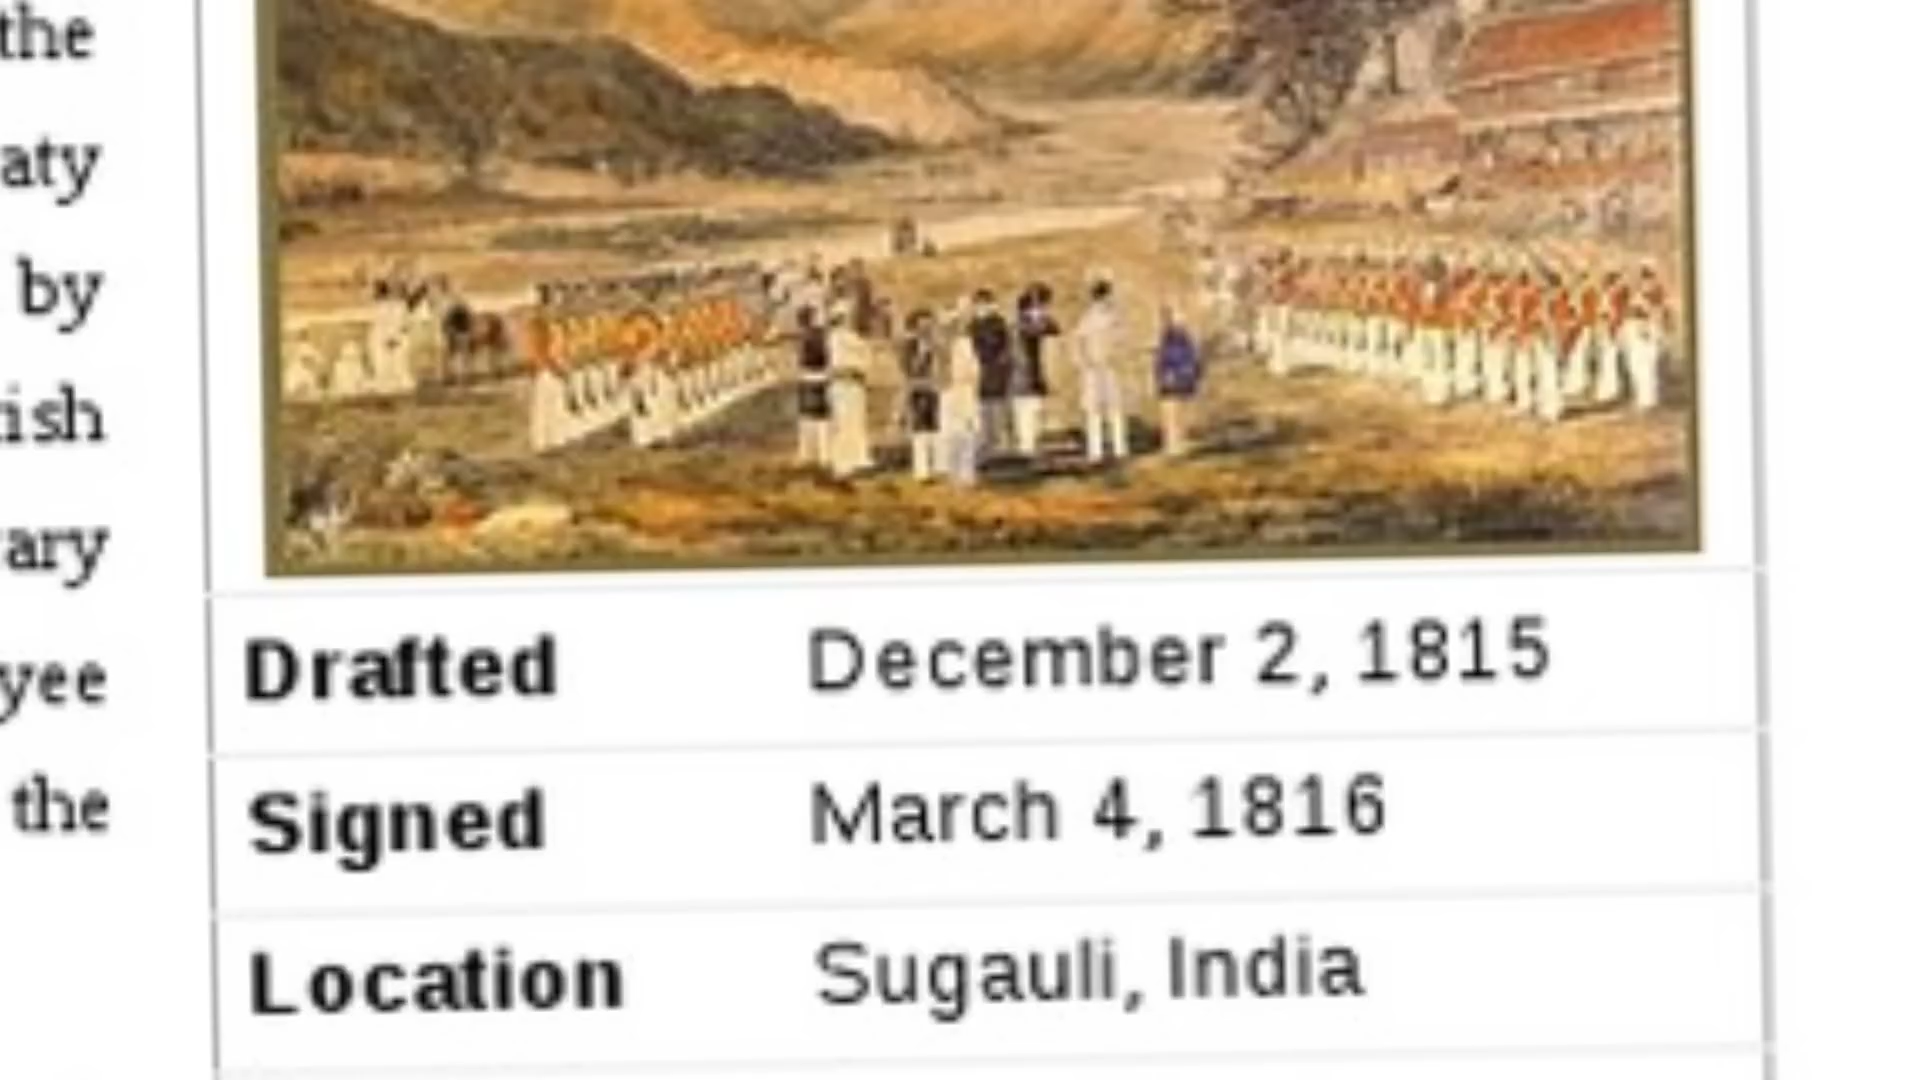 the
aty
by
ish
ary
yee
the
Drafted December 2, 1815
Signed March 4, 1816
Location Sugauli, India